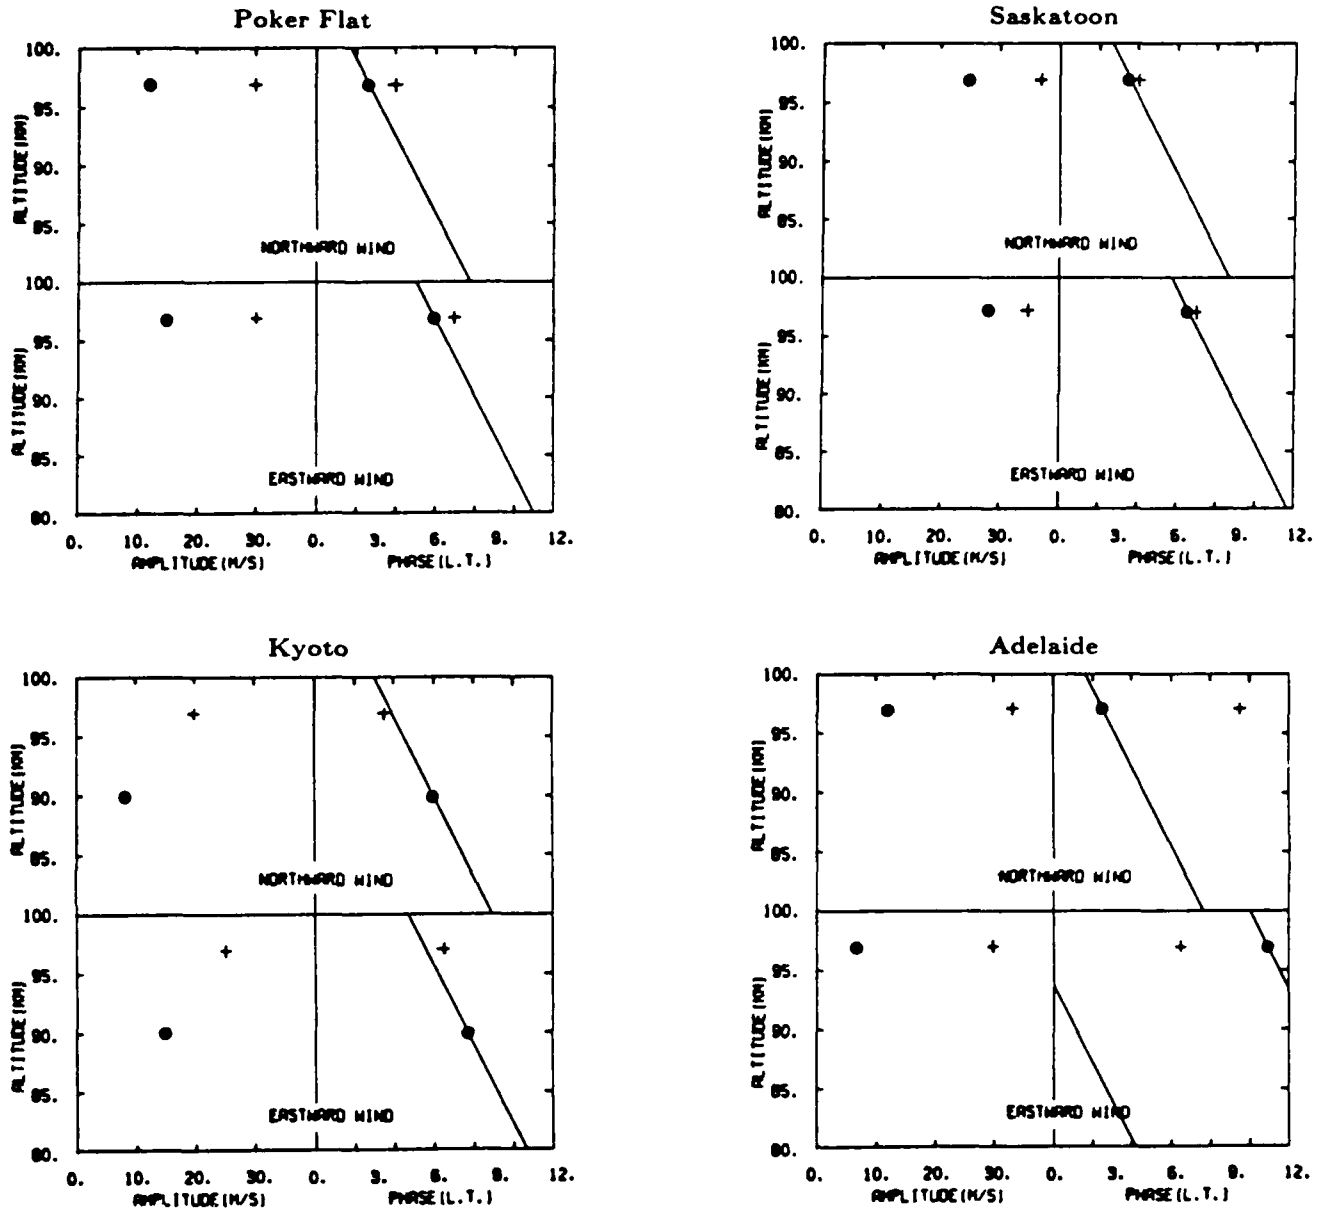 Poker Flat
100.
95.
90.
85.
ALTITUDE(KM)
NORTHWARD WIND
100.
95.
90.
85.
80.
ALTITUDE(KM)
EASTWARD WIND
0. 10. 20. 30. 0. 3. 6. 9. 12.
AMPLITUDE(M/S) PHASE(L.T.)
Saskatoon
100.
95.
90.
85.
ALTITUDE(KM)
NORTHWARD WIND
100.
95.
90.
85.
80.
ALTITUDE(KM)
EASTWARD WIND
0. 10. 20. 30. 0. 3. 6. 9. 12.
AMPLITUDE(M/S) PHASE(L.T.)
Kyoto
100.
95.
90.
85.
ALTITUDE(KM)
NORTHWARD WIND
100.
95.
90.
85.
80.
ALTITUDE(KM)
EASTWARD WIND
0. 10. 20. 30. 0. 3. 6. 9. 12.
AMPLITUDE(M/S) PHASE(L.T.)
Adelaide
100.
95.
90.
85.
ALTITUDE(KM)
NORTHWARD WIND
100.
95.
90.
85.
80.
ALTITUDE(KM)
EASTWARD WIND
0. 10. 20. 30. 0. 3. 6. 9. 12.
AMPLITUDE(M/S) PHASE(L.T.)